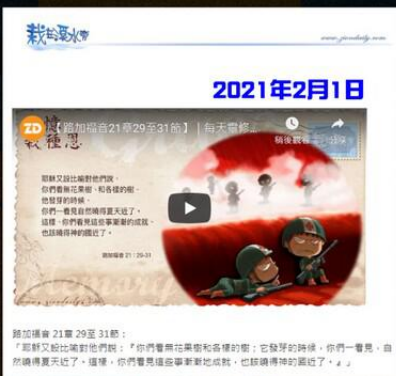 栽種恩水旁
www.ziondaily.com
2021年2月1日
ZD
【路加福音21章29至31節】｜每天靈修...
稍後觀看
分享
栽種恩
耶穌又設比喻對他們說、
你們看無花果樹、和各樣的樹．
他發芽的時候．
你們一看見自然曉得夏天近了。
這樣、你們看見這些事漸漸的成就．
也該曉得神的國近了。
路加福音 21：29-31
路加福音 21章 29至 31節：
「耶穌又設比喻對他們說：『你們看無花果樹和各樣的樹；它發芽的時候，你們一看見，自
然曉得夏天近了。這樣，你們看見這些事漸漸地成就，也該曉得神的國近了。』」